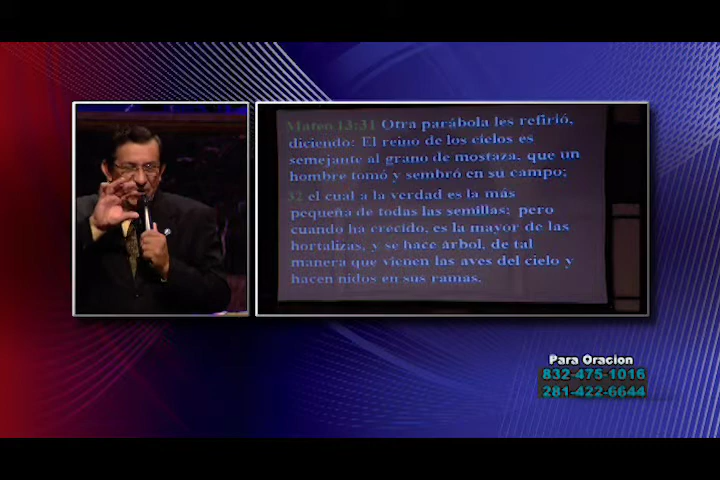 Mateo 13:31 Otra parábola les refirió,
diciendo: El reino de los cielos es
semejante al grano de mostaza, que un
hombre tomó y sembró en su campo;
32 el cual a la verdad es la más
pequeña de todas las semillas; pero
cuando ha crecido, es la mayor de las
hortalizas, y se hace árbol, de tal
manera que vienen las aves del cielo y
hacen nidos en sus ramas.
Para Oracion
832-475-1016
281-422-6644